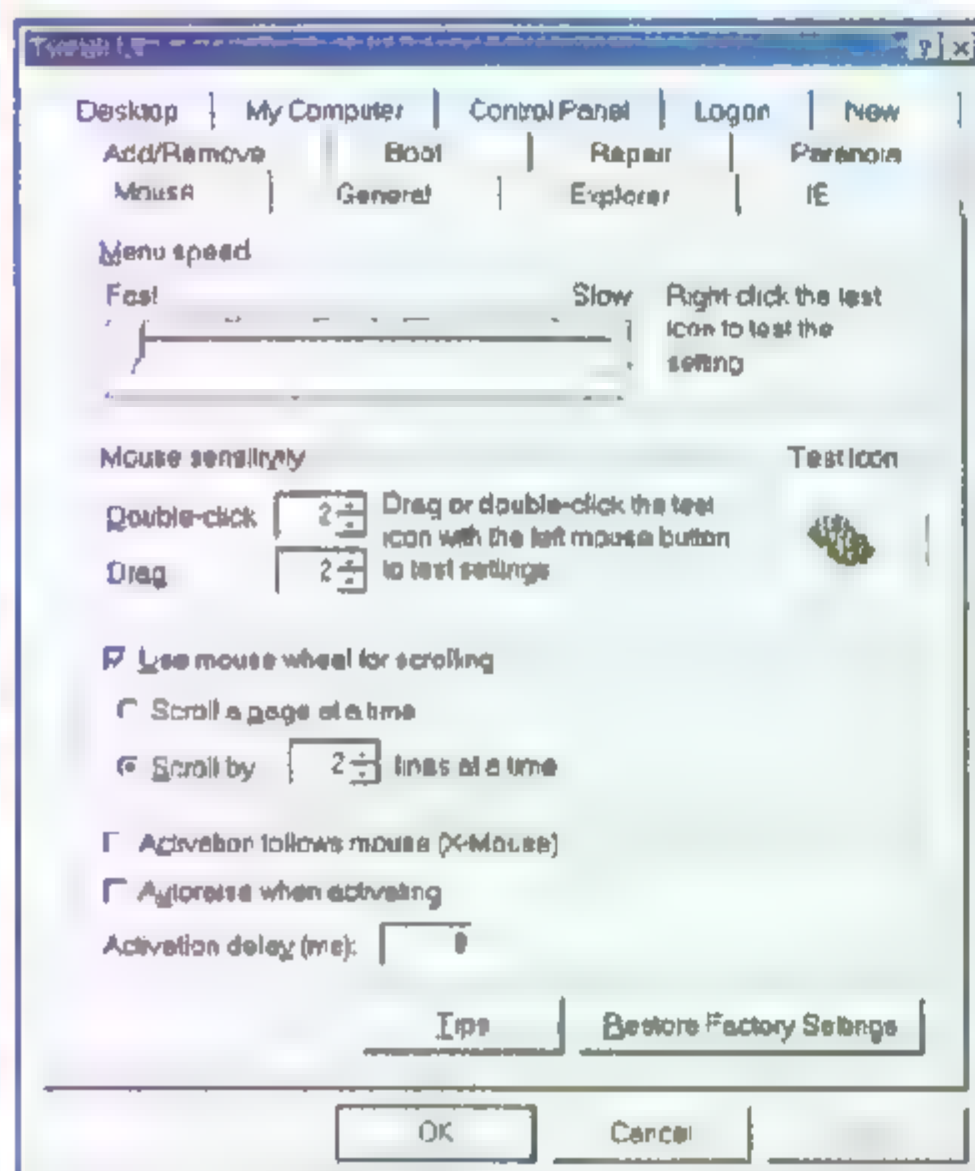 Desktop My Computer Control Panel Logon New
Add/Remove Boot Repair Paranoia
Mouse General Explorer IE
Menu speed
Fast Slow
Right-click the test
icon to test the
setting
Mouse sensitivity Test icon
Double-click 2
Drag or double-click the test
icon with the left mouse button
to test settings
Drag 2
Use mouse wheel for scrolling
Scroll a page at a time
Scroll by 2 lines at a time
Activation follows mouse (X-Mouse)
Autoraise when activating
Activation delay (ms): 0
Tips Restore Factory Settings
OK Cancel